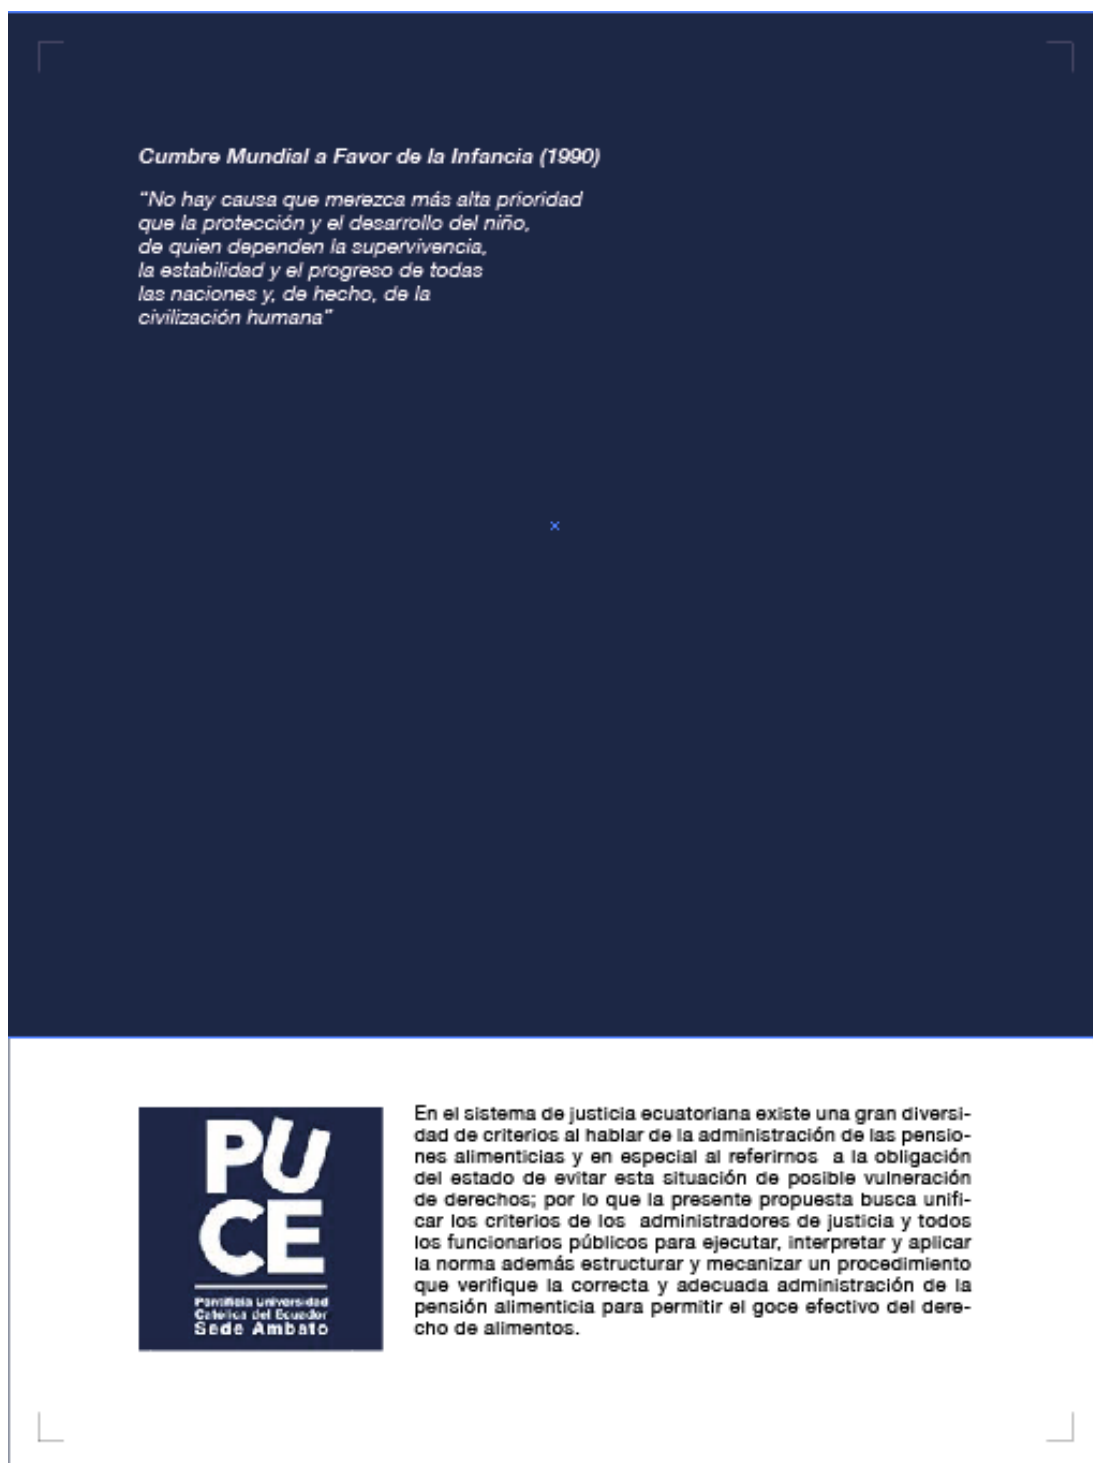 Cumbre Mundial a Favor de la Infancia (1990)
"No hay causa que merezca más alta prioridad
que la protección y el desarrollo del niño,
de quien dependen la supervivencia,
la estabilidad y el progreso de todas
las naciones y, de hecho, de la
civilización humana"
PU
CE
Pontificia Universidad
Católica del Ecuador
Sede Ambato
En el sistema de justicia ecuatoriana existe una gran diversi-
dad de criterios al hablar de la administración de las pensio-
nes alimenticias y en especial al referirnos  a la obligación
del estado de evitar esta situación de posible vulneración
de derechos; por lo que la presente propuesta busca unifi-
car los criterios de los  administradores de justicia y todos
los funcionarios públicos para ejecutar, interpretar y aplicar
la norma además estructurar y mecanizar un procedimiento
que verifique la correcta y adecuada administración de la
pensión alimenticia para permitir el goce efectivo del dere-
cho de alimentos.